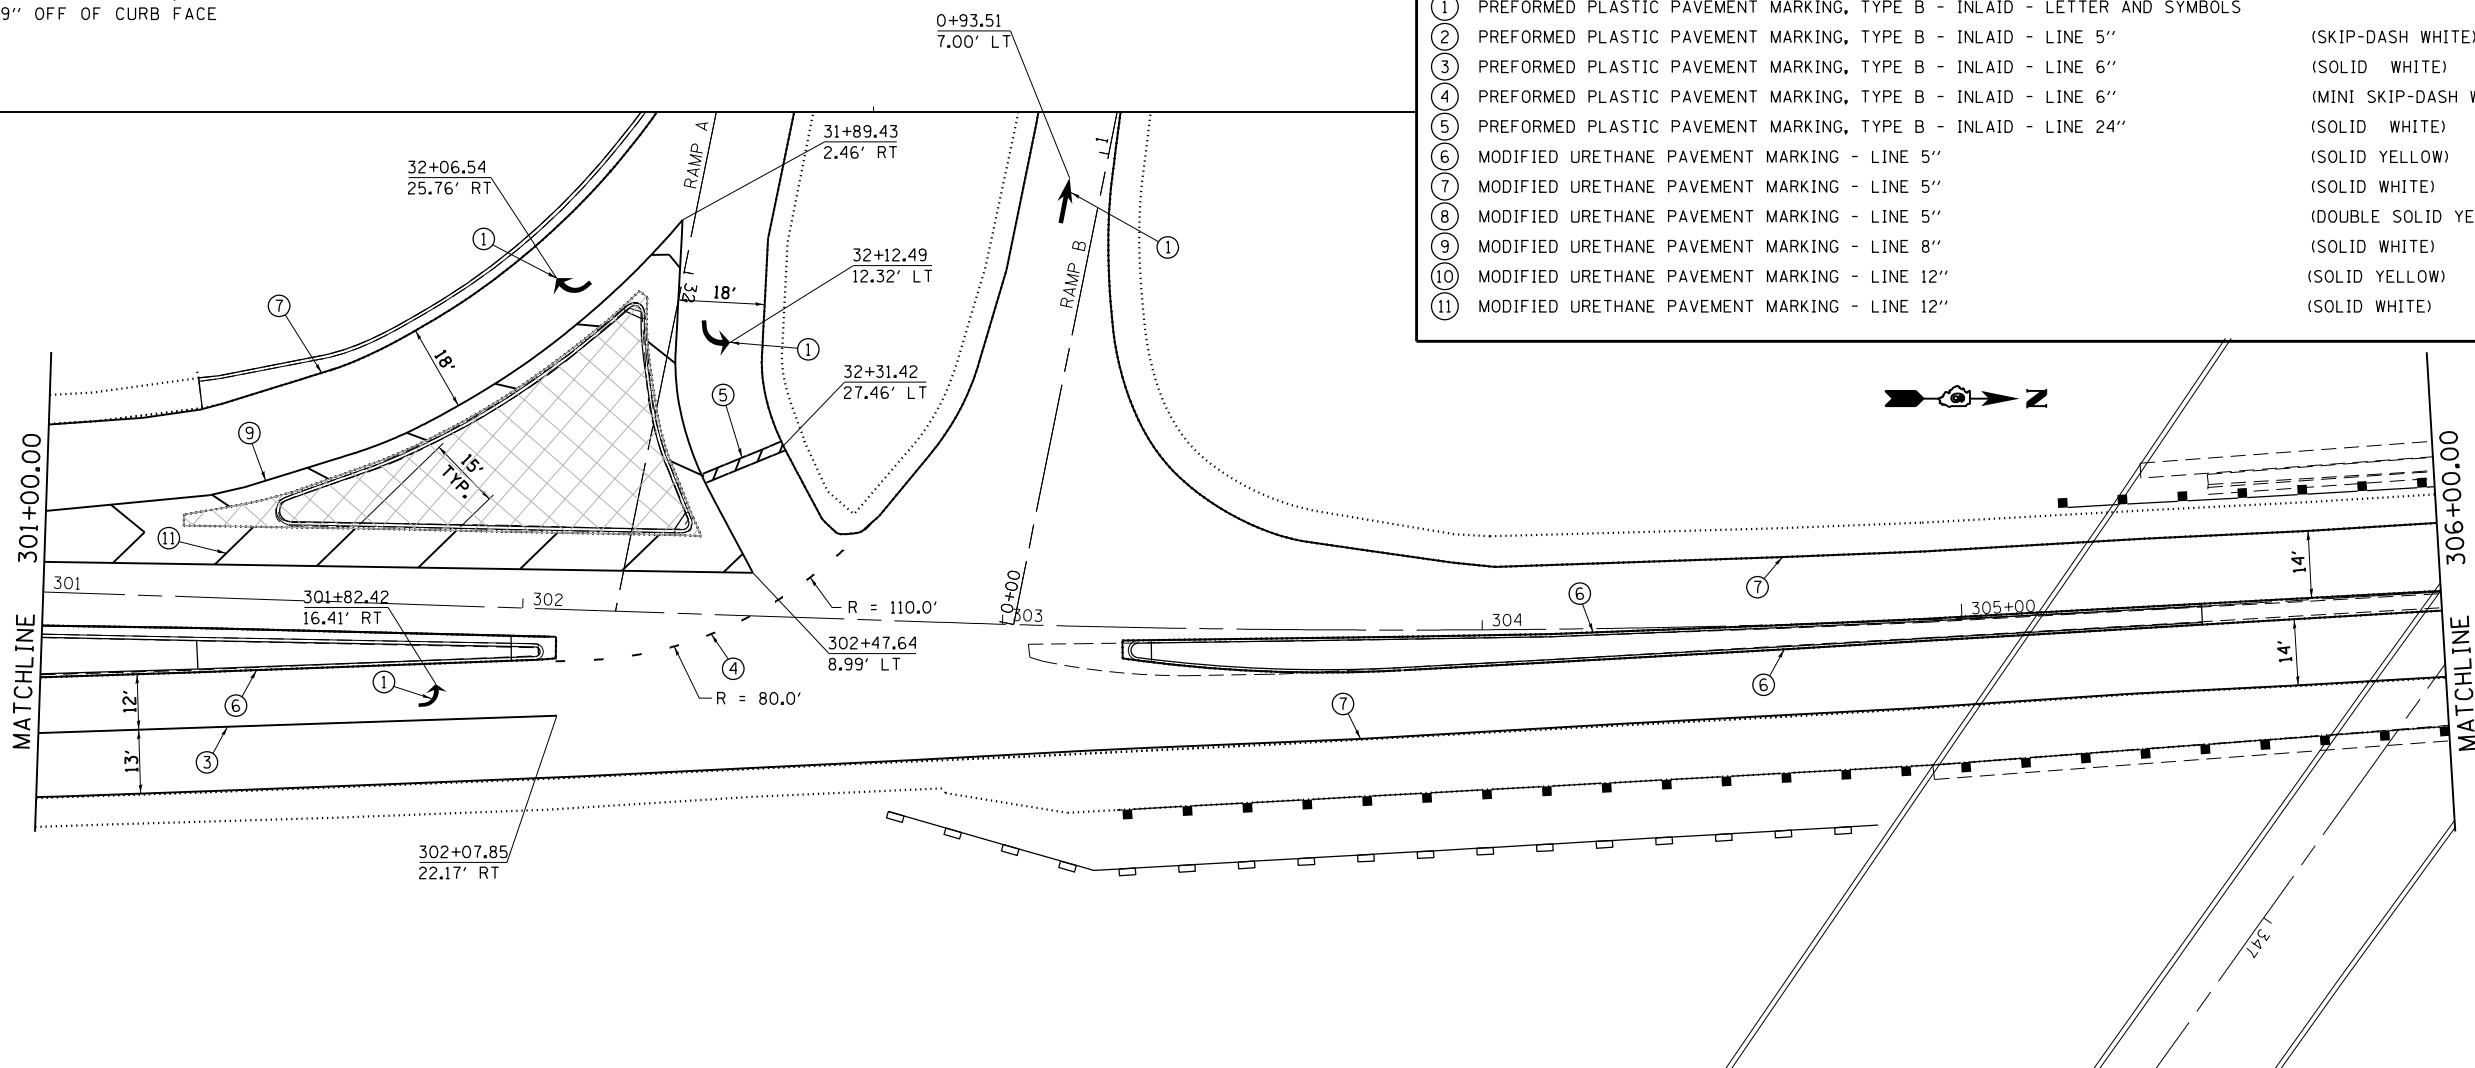 9'' OFF OF CURB FACE
0+93.51
7.00' LT
1 PREFORMED PLASTIC PAVEMENT MARKING, TYPE B - INLAID - LETTER AND SYMBOLS
2 PREFORMED PLASTIC PAVEMENT MARKING, TYPE B - INLAID - LINE 5'' (SKIP-DASH WHITE)
3 PREFORMED PLASTIC PAVEMENT MARKING, TYPE B - INLAID - LINE 6'' (SOLID WHITE)
4 PREFORMED PLASTIC PAVEMENT MARKING, TYPE B - INLAID - LINE 6'' (MINI SKIP-DASH W
5 PREFORMED PLASTIC PAVEMENT MARKING, TYPE B - INLAID - LINE 24'' (SOLID WHITE)
6 MODIFIED URETHANE PAVEMENT MARKING - LINE 5'' (SOLID YELLOW)
7 MODIFIED URETHANE PAVEMENT MARKING - LINE 5'' (SOLID WHITE)
8 MODIFIED URETHANE PAVEMENT MARKING - LINE 5'' (DOUBLE SOLID YE
9 MODIFIED URETHANE PAVEMENT MARKING - LINE 8'' (SOLID WHITE)
10 MODIFIED URETHANE PAVEMENT MARKING - LINE 12'' (SOLID YELLOW)
11 MODIFIED URETHANE PAVEMENT MARKING - LINE 12'' (SOLID WHITE)
RAMP A
31+89.43
2.46' RT
32+06.54
25.76' RT
1
1
1
RAMP B
32
18'
32+12.49
12.32' LT
1
7
18'
32+31.42
27.46' LT
5
N
9
15'
TYP.
11
MATCHLINE 301+00.00
MATCHLINE 306+00.00
301
302
0+00
303
304
305+00
6
7
14'
14'
301+82.42
16.41' RT
R = 110.0'
302+47.64
8.99' LT
4
R = 80.0'
1
6
12'
3
13'
6
7
302+07.85
22.17' RT
347